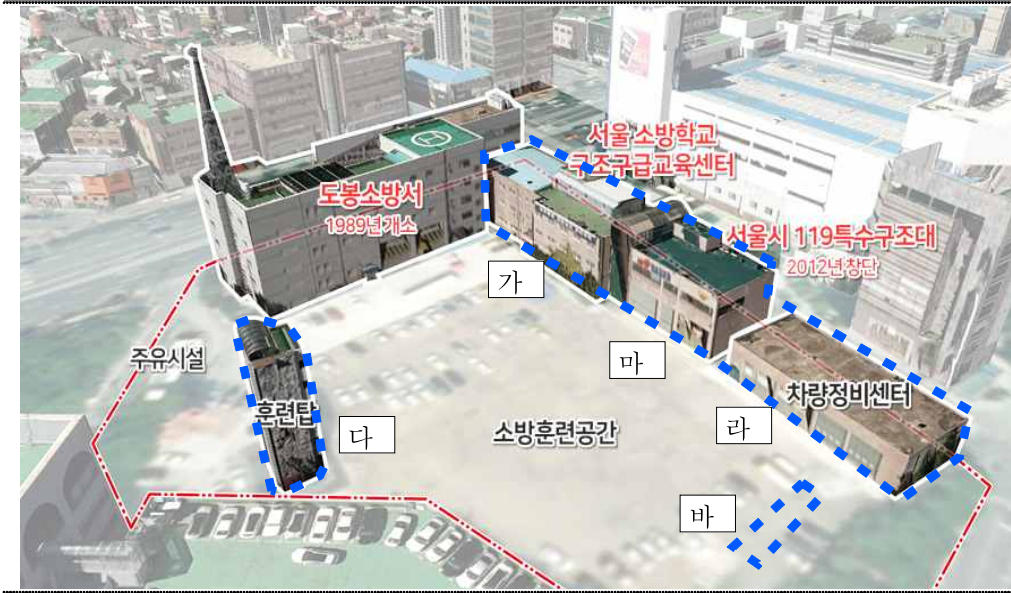 서울 소방학교
구조구급교육센터
도봉소방서
1989년 개소
서울시 119특수구조대
2012년 창단
가
주유시설
마
차량정비센터
훈련탑
다
소방훈련공간
라
바